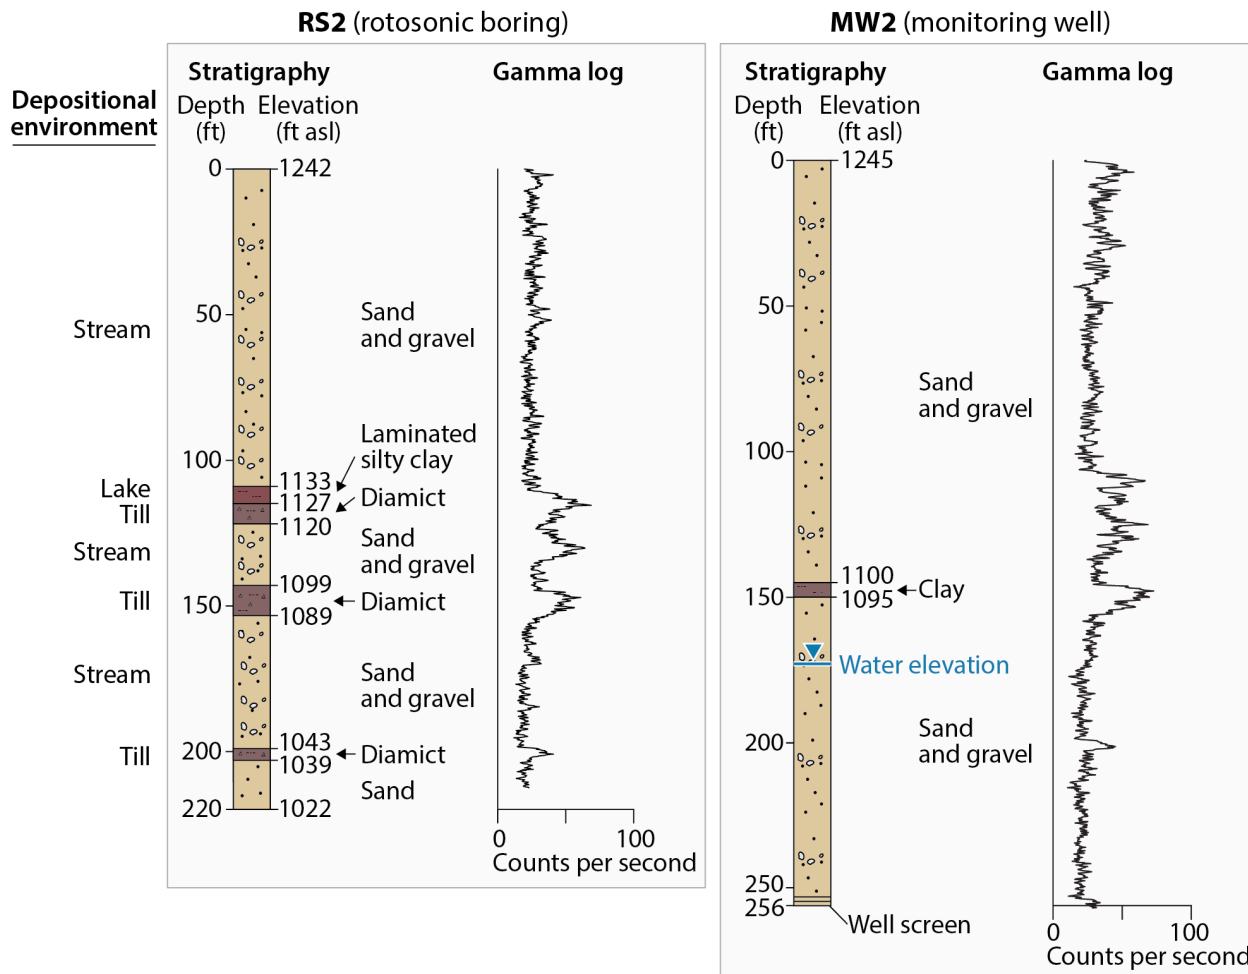 RS2 (rotosonic boring)
MW2 (monitoring well)
Depositional
environment
Stream
Lake
Till
Stream
Till
Stream
Till
Stratigraphy
Gamma log
Depth Elevation
(ft) (ft asl)
0 1242
50
100
1133
1127
1120
1099
150
1089
1043
200
1039
220 1022
Sand
and gravel
Laminated
silty clay
Diamict
Sand
and gravel
Diamict
Sand
and gravel
Diamict
Sand
0 100
Counts per second
Stratigraphy
Gamma log
Depth Elevation
(ft) (ft asl)
0 1245
50
100
1100
150 1095
200
250
256
Sand
and gravel
Clay
Water elevation
Sand
and gravel
Well screen
0 100
Counts per second